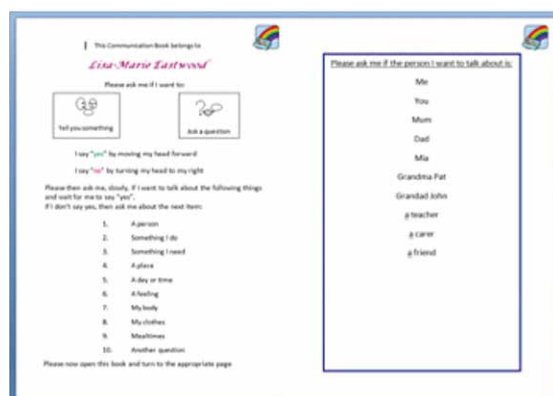 This Communication Book belongs to
Lisa-Marie Eastwood
Please ask me if I want to:
Tell you something
Ask a question
I say "yes" by moving my head forward
I say "no" by turning my head to my right
Please then ask me, slowly, if I want to talk about the following things
and wait for me to say "yes".
If I don't say yes, then ask me about the next item:
1. A person
2. Something I do
3. Something I need
4. A place
5. A day or time
6. A feeling
7. My body
8. My clothes
9. Mealtimes
10. Another question
Please now open this book and turn to the appropriate page
Please ask me if the person I want to talk about is:
Me
You
Mum
Dad
Mia
Grandma Pat
Grandad John
a teacher
a carer
a friend